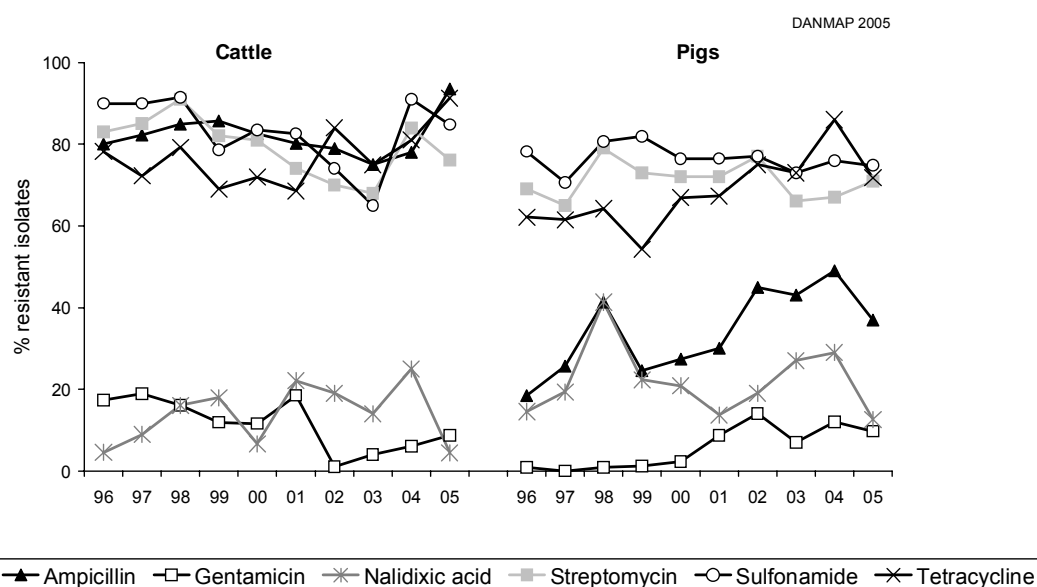 DANMAP 2005
Cattle
Pigs
100
80
60
40
20
0
% resistant isolates
96 97 98 99 00 01 02 03 04 05
96 97 98 99 00 01 02 03 04 05
Ampicillin Gentamicin Nalidixic acid Streptomycin Sulfonamide Tetracycline